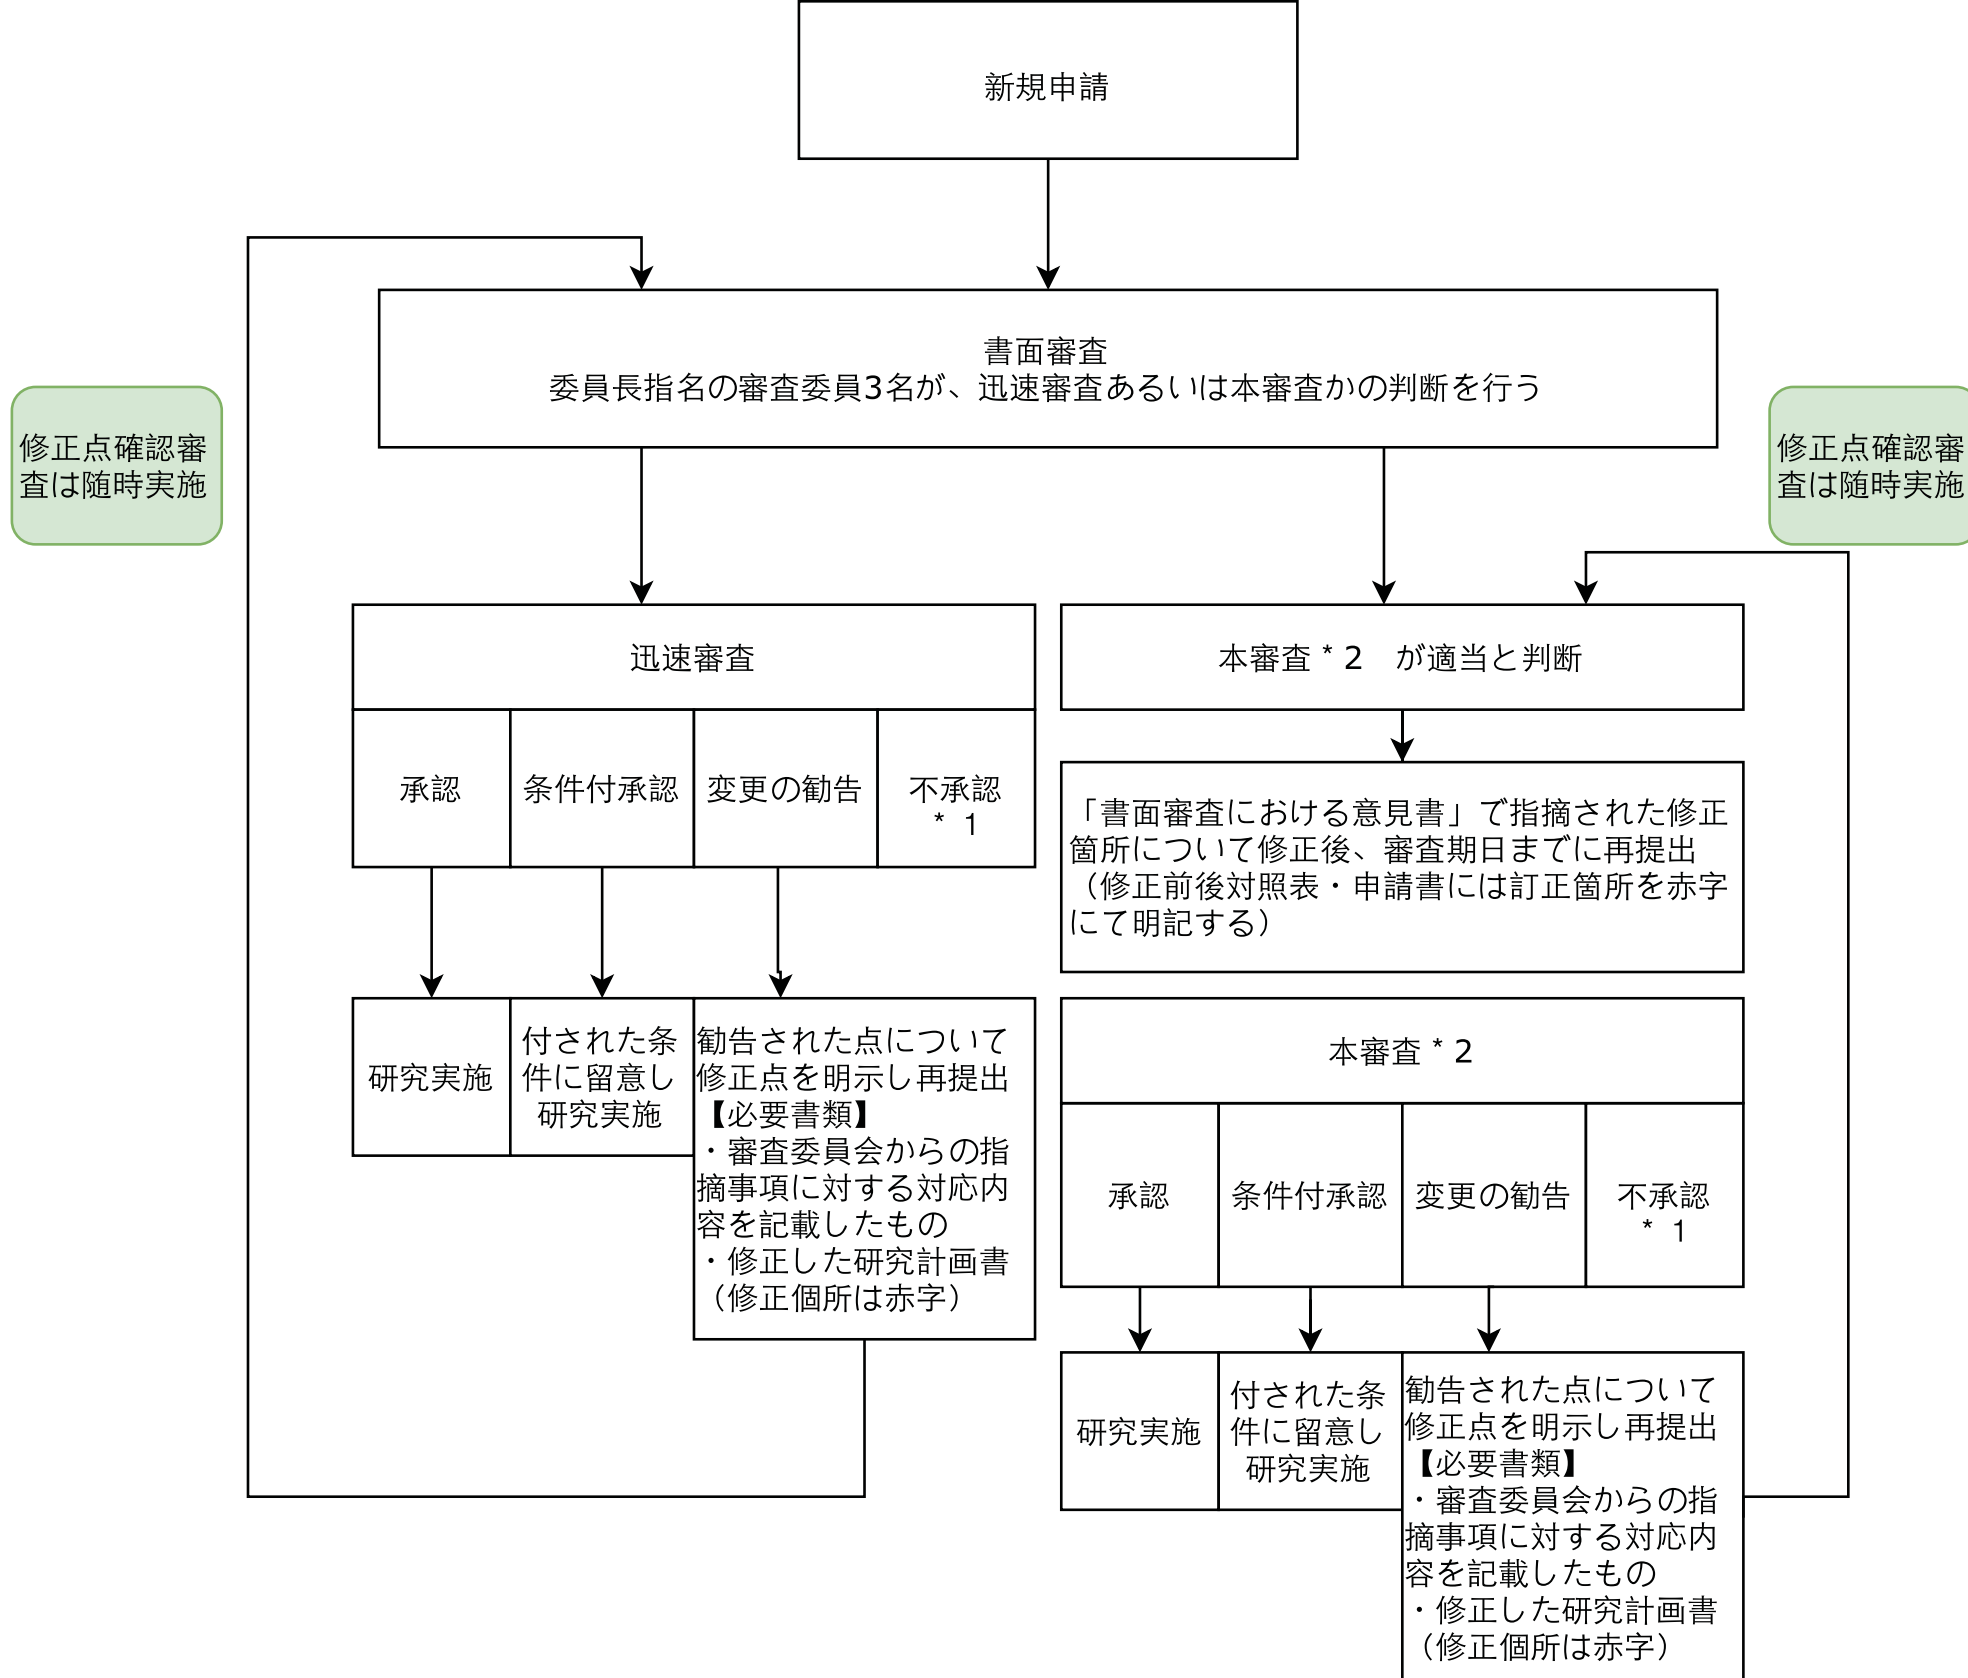 新規申請
書面審査
委員長指名の審査委員3名が、迅速審査あるいは本審査かの判断を行う
修正点確認審
査は随時実施
修正点確認審
査は随時実施
迅速審査
承認
条件付承認
変更の勧告
不承認
* 1
研究実施
付された条
件に留意し
研究実施
勧告された点について
修正点を明示し再提出
【必要書類】
・審査委員会からの指
摘事項に対する対応内
容を記載したもの
・修正した研究計画書
（修正個所は赤字）
本審査 * 2　が適当と判断
「書面審査における意見書」で指摘された修正
箇所について修正後、審査期日までに再提出
（修正前後対照表・申請書には訂正箇所を赤字
にて明記する）
本審査 * 2
承認
条件付承認
変更の勧告
不承認
* 1
研究実施
付された条
件に留意し
研究実施
勧告された点について
修正点を明示し再提出
【必要書類】
・審査委員会からの指
摘事項に対する対応内
容を記載したもの
・修正した研究計画書
（修正個所は赤字）